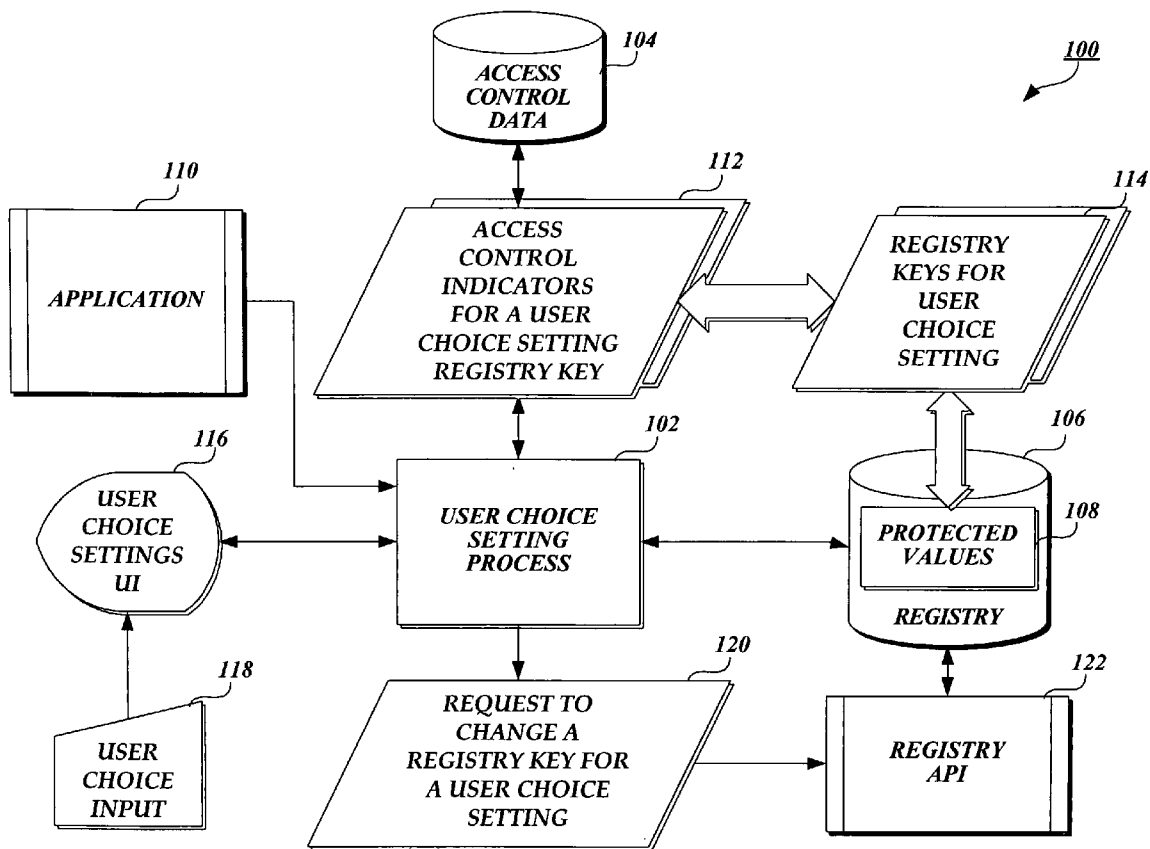 104
ACCESS
CONTROL
DATA
100
110
APPLICATION
112
ACCESS
CONTROL
INDICATORS
FOR A USER
CHOICE SETTING
REGISTRY KEY
114
REGISTRY
KEYS FOR
USER
CHOICE
SETTING
116
USER
CHOICE
SETTINGS
UI
102
USER CHOICE
SETTING
PROCESS
106
108
PROTECTED
VALUES
REGISTRY
118
USER
CHOICE
INPUT
120
REQUEST TO
CHANGE A
REGISTRY KEY FOR
A USER CHOICE
SETTING
122
REGISTRY
API